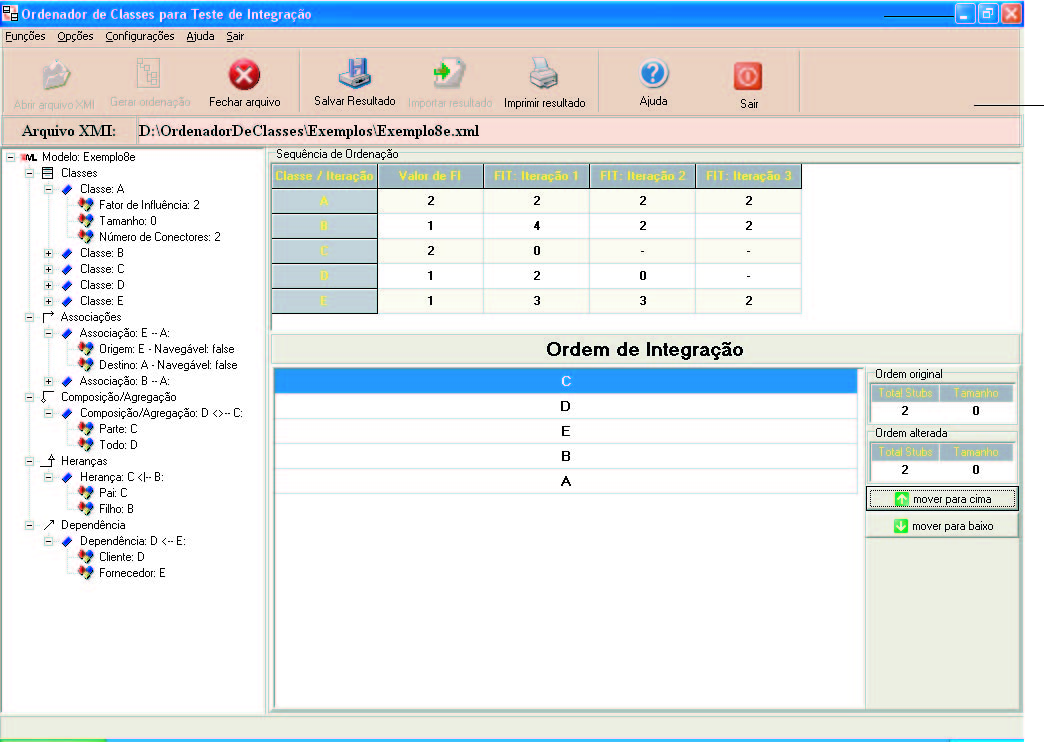 Ordenador de Classes para Teste de Integração
Funções Opções Configurações Ajuda Sair
Abrir arquivo XMI Gerar ordenação Fechar arquivo Salvar Resultado Importar resultado Imprimir resultado Ajuda Sair
Arquivo XMI: D:\OrdenadorDeClasses\Exemplos\Exemplo8e.xml
XML Modelo: Exemplo8e
Classes
Classe: A
Fator de Influência: 2
Tamanho: 0
Número de Conectores: 2
Classe: B
Classe: C
Classe: D
Classe: E
Associações
Associação: E -- A:
Origem: E - Navegável: false
Destino: A - Navegável: false
Associação: B -- A:
Composição/Agregação
Composição/Agregação: D <>-- C:
Parte: C
Todo: D
Heranças
Herança: C <|-- B:
Pai: C
Filho: B
Dependência
Dependência: D <-- E:
Cliente: D
Fornecedor: E
Sequência de Ordenação
Classe / Iteração Valor de FI FIT: Iteração 1 FIT: Iteração 2 FIT: Iteração 3
A 2 2 2 2
B 1 4 2 2
C 2 0 - -
D 1 2 0 -
E 1 3 3 2
Ordem de Integração
C
D
E
B
A
Ordem original
Total Stubs Tamanho
2 0
Ordem alterada
Total Stubs Tamanho
2 0
mover para cima
mover para baixo